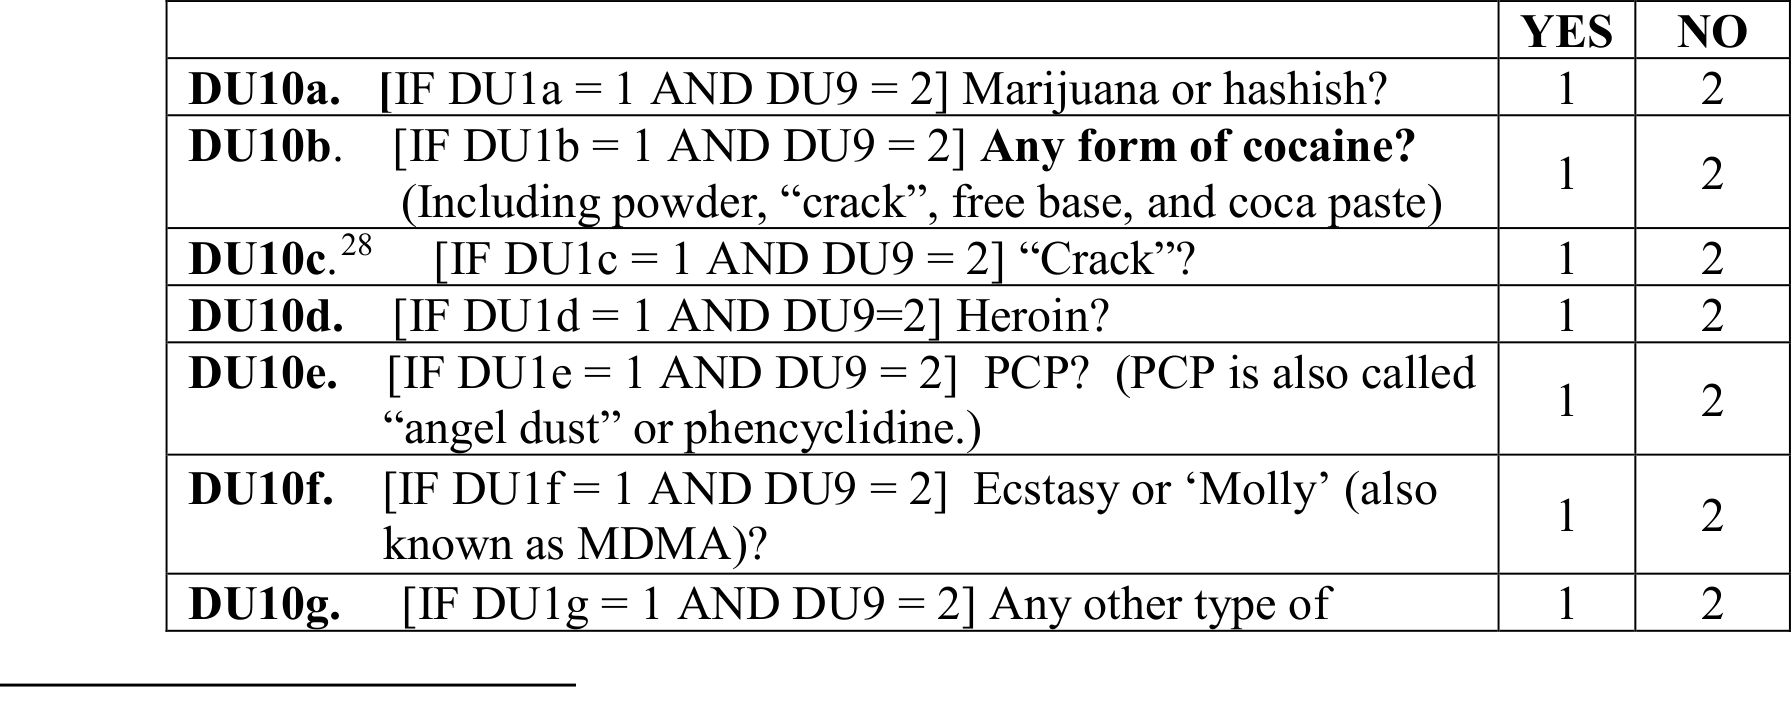 YES NO
DU10a. [IF DU1a = 1 AND DU9 = 2] Marijuana or hashish? 1 2
DU10b. [IF DU1b = 1 AND DU9 = 2] Any form of cocaine?
(Including powder, “crack”, free base, and coca paste) 1 2
DU10c.28 [IF DU1c = 1 AND DU9 = 2] “Crack”? 1 2
DU10d. [IF DU1d = 1 AND DU9=2] Heroin? 1 2
DU10e. [IF DU1e = 1 AND DU9 = 2] PCP? (PCP is also called
“angel dust” or phencyclidine.) 1 2
DU10f. [IF DU1f = 1 AND DU9 = 2] Ecstasy or ‘Molly’ (also
known as MDMA)? 1 2
DU10g. [IF DU1g = 1 AND DU9 = 2] Any other type of 1 2